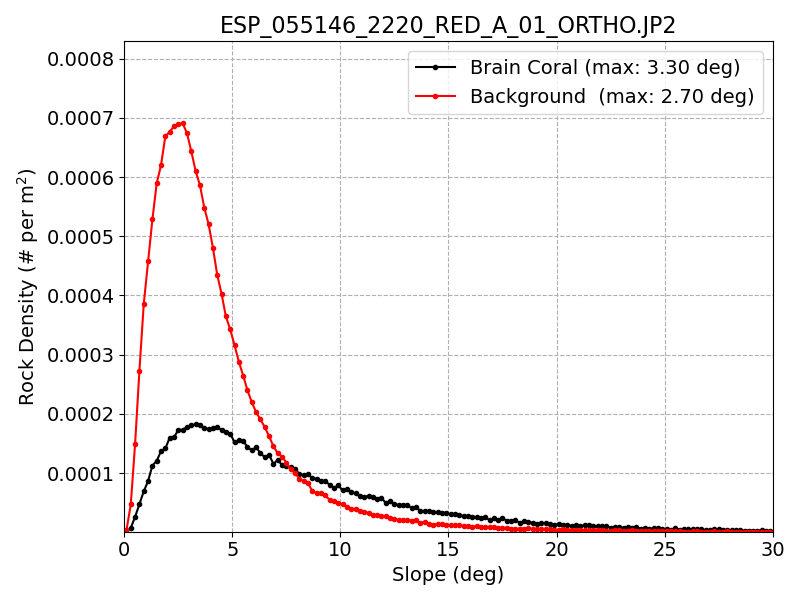 ESP_055146_2220_RED_A_01_ORTHO.JP2
Brain Coral (max: 3.30 deg)
Background  (max: 2.70 deg)
Rock Density (# per m²)
0.0008
0.0007
0.0006
0.0005
0.0004
0.0003
0.0002
0.0001
0 5 10 15 20 25 30
Slope (deg)